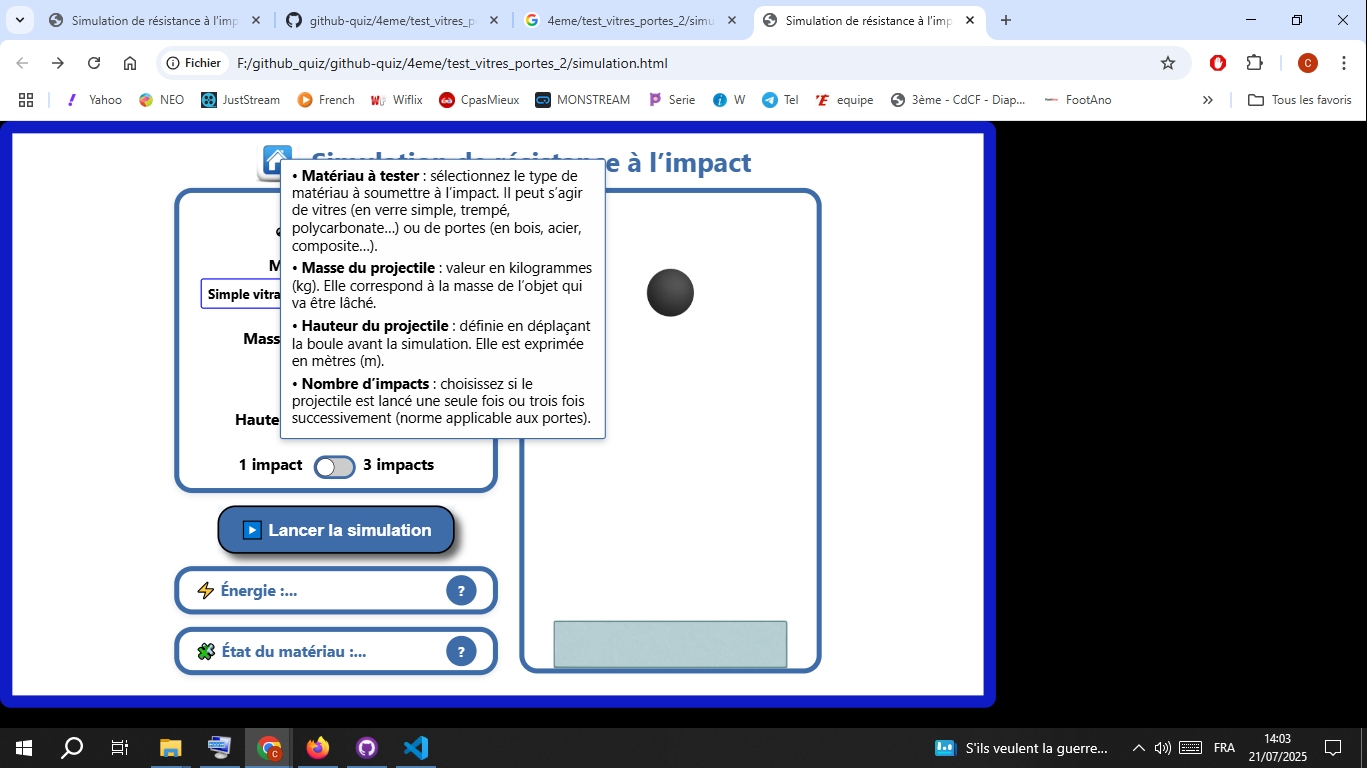 Simulation de résistance à l'imp
github-quiz/4eme/test_vitres_p
4eme/test_vitres_portes_2/simu
Simulation de résistance à l'imp
Fichier
F:/github_quiz/github-quiz/4eme/test_vitres_portes_2/simulation.html
C
Yahoo
NEO
JustStream
French
Wiflix
CpasMieux
MONSTREAM
Serie
W
Tel
equipe
3ème - CdCF - Diap...
FootAno
Tous les favoris
Simulation de résistance à l'impact
• Matériau à tester : sélectionnez le type de
matériau à soumettre à l'impact. Il peut s'agir
de vitres (en verre simple, trempé,
polycarbonate...) ou de portes (en bois, acier,
composite...).
• Masse du projectile : valeur en kilogrammes
(kg). Elle correspond à la masse de l'objet qui
va être lâché.
• Hauteur du projectile : définie en déplaçant
la boule avant la simulation. Elle est exprimée
en mètres (m).
• Nombre d'impacts : choisissez si le
projectile est lancé une seule fois ou trois fois
successivement (norme applicable aux portes).
M
Simple vitra
Mass
Haute
1 impact
3 impacts
Lancer la simulation
Énergie :...
?
État du matériau :...
?
S'ils veulent la guerre...
FRA
14:03
21/07/2025